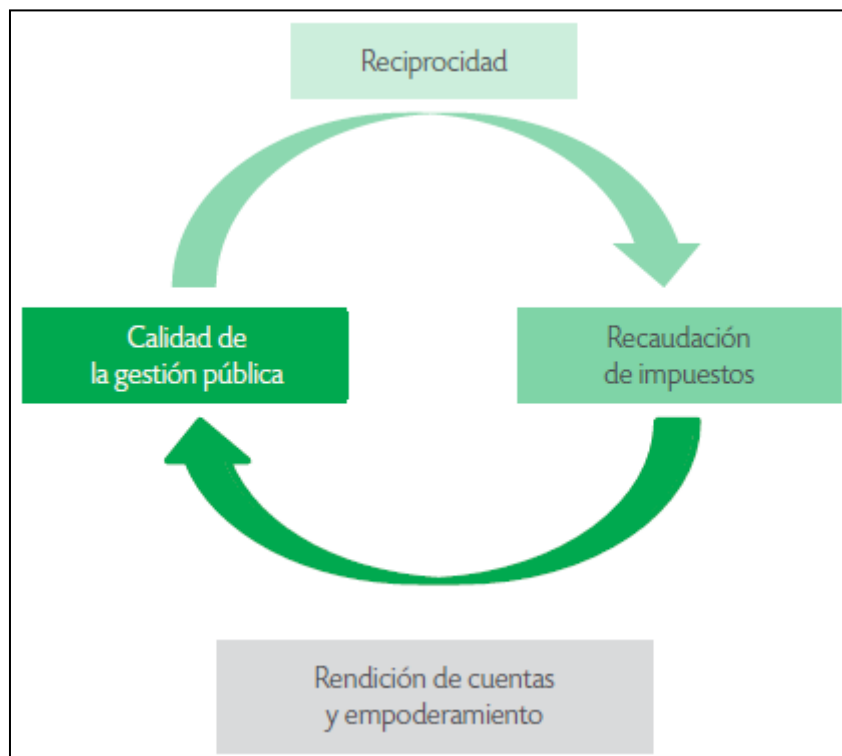 Reciprocidad
Calidad de
la gestión pública
Recaudación
de impuestos
Rendición de cuentas
y empoderamiento